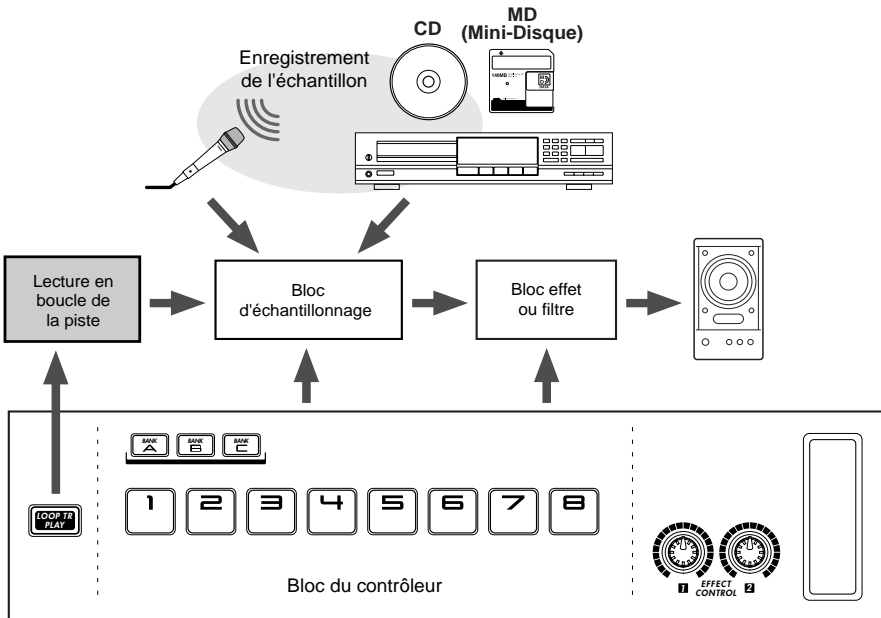 MD
CD (Mini-Disque)
Enregistrement
de l'échantillon
140MB
Lecture en
boucle de
la piste
Bloc
d'échantillonnage
Bloc effet
ou filtre
BANK A
BANK B
BANK C
LOOP TR
PLAY
1 2 3 4 5 6 7 8
Bloc du contrôleur
1 EFFECT CONTROL 2